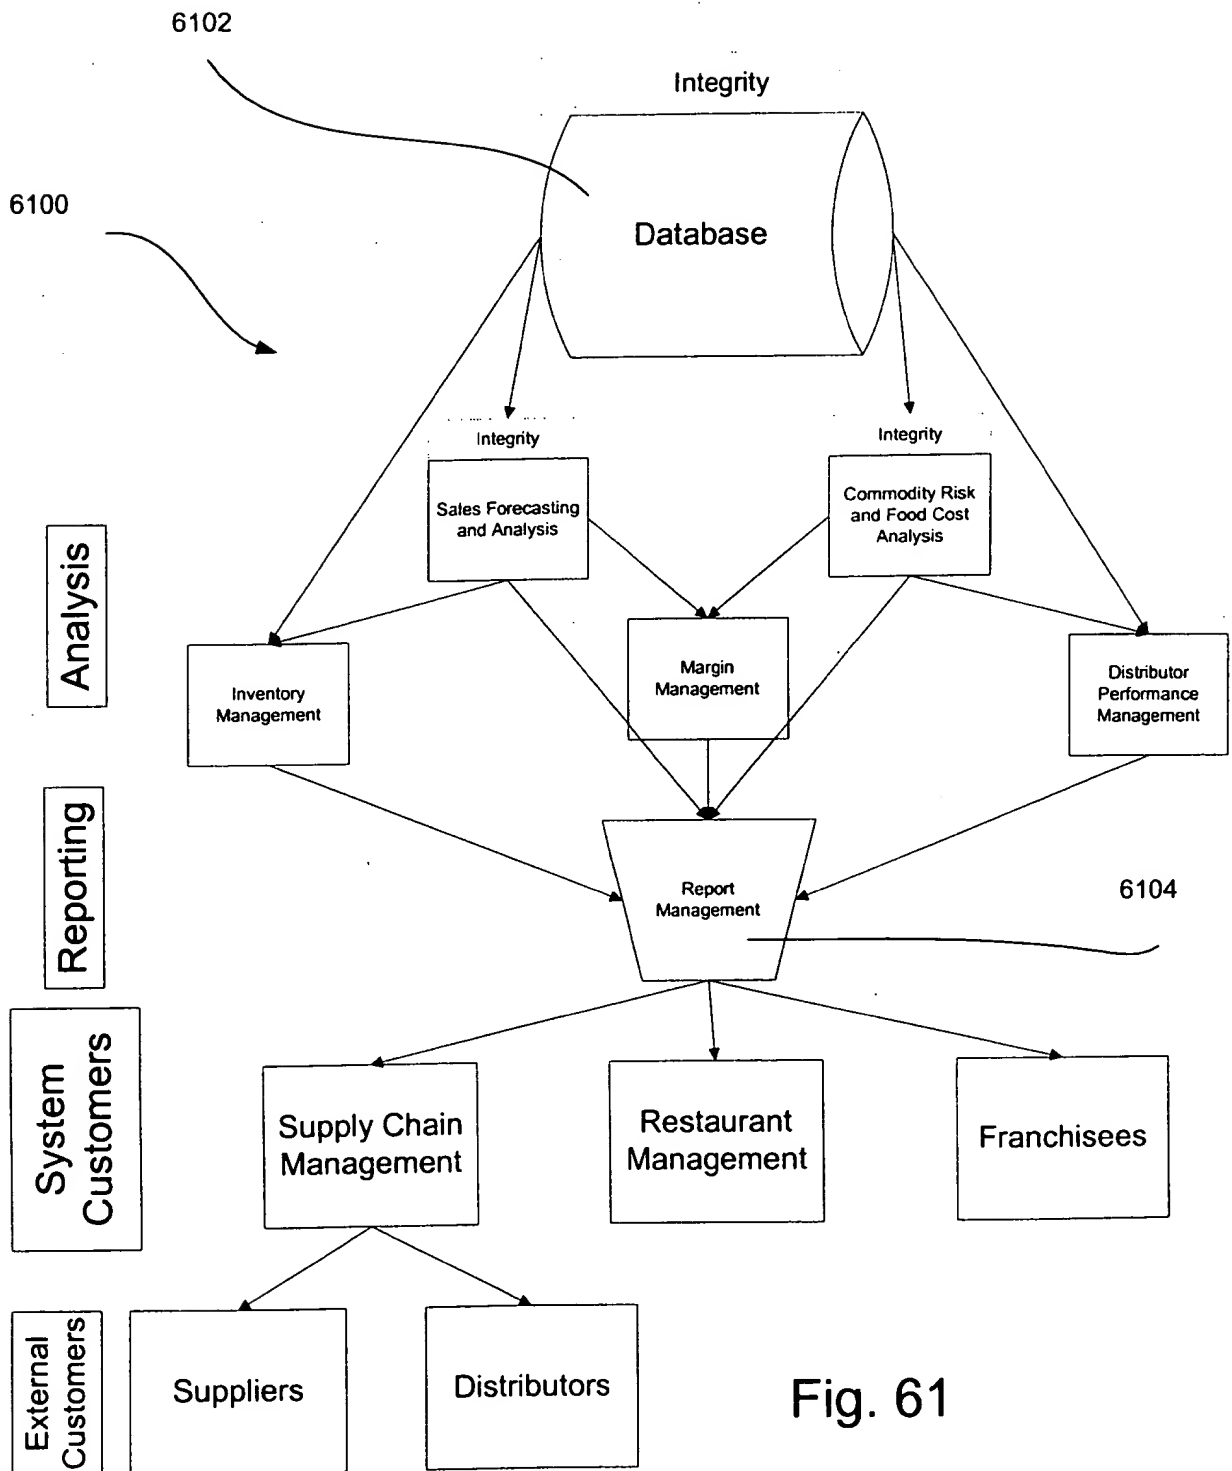 6102
Integrity
6100
Database
Integrity
Integrity
Sales Forecasting
and Analysis
Commodity Risk
and Food Cost
Analysis
Analysis
Inventory
Management
Margin
Management
Distributor
Performance
Management
Reporting
Report
Management
6104
System
Customers
Supply Chain
Management
Restaurant
Management
Franchisees
External
Customers
Suppliers
Distributors
Fig. 61